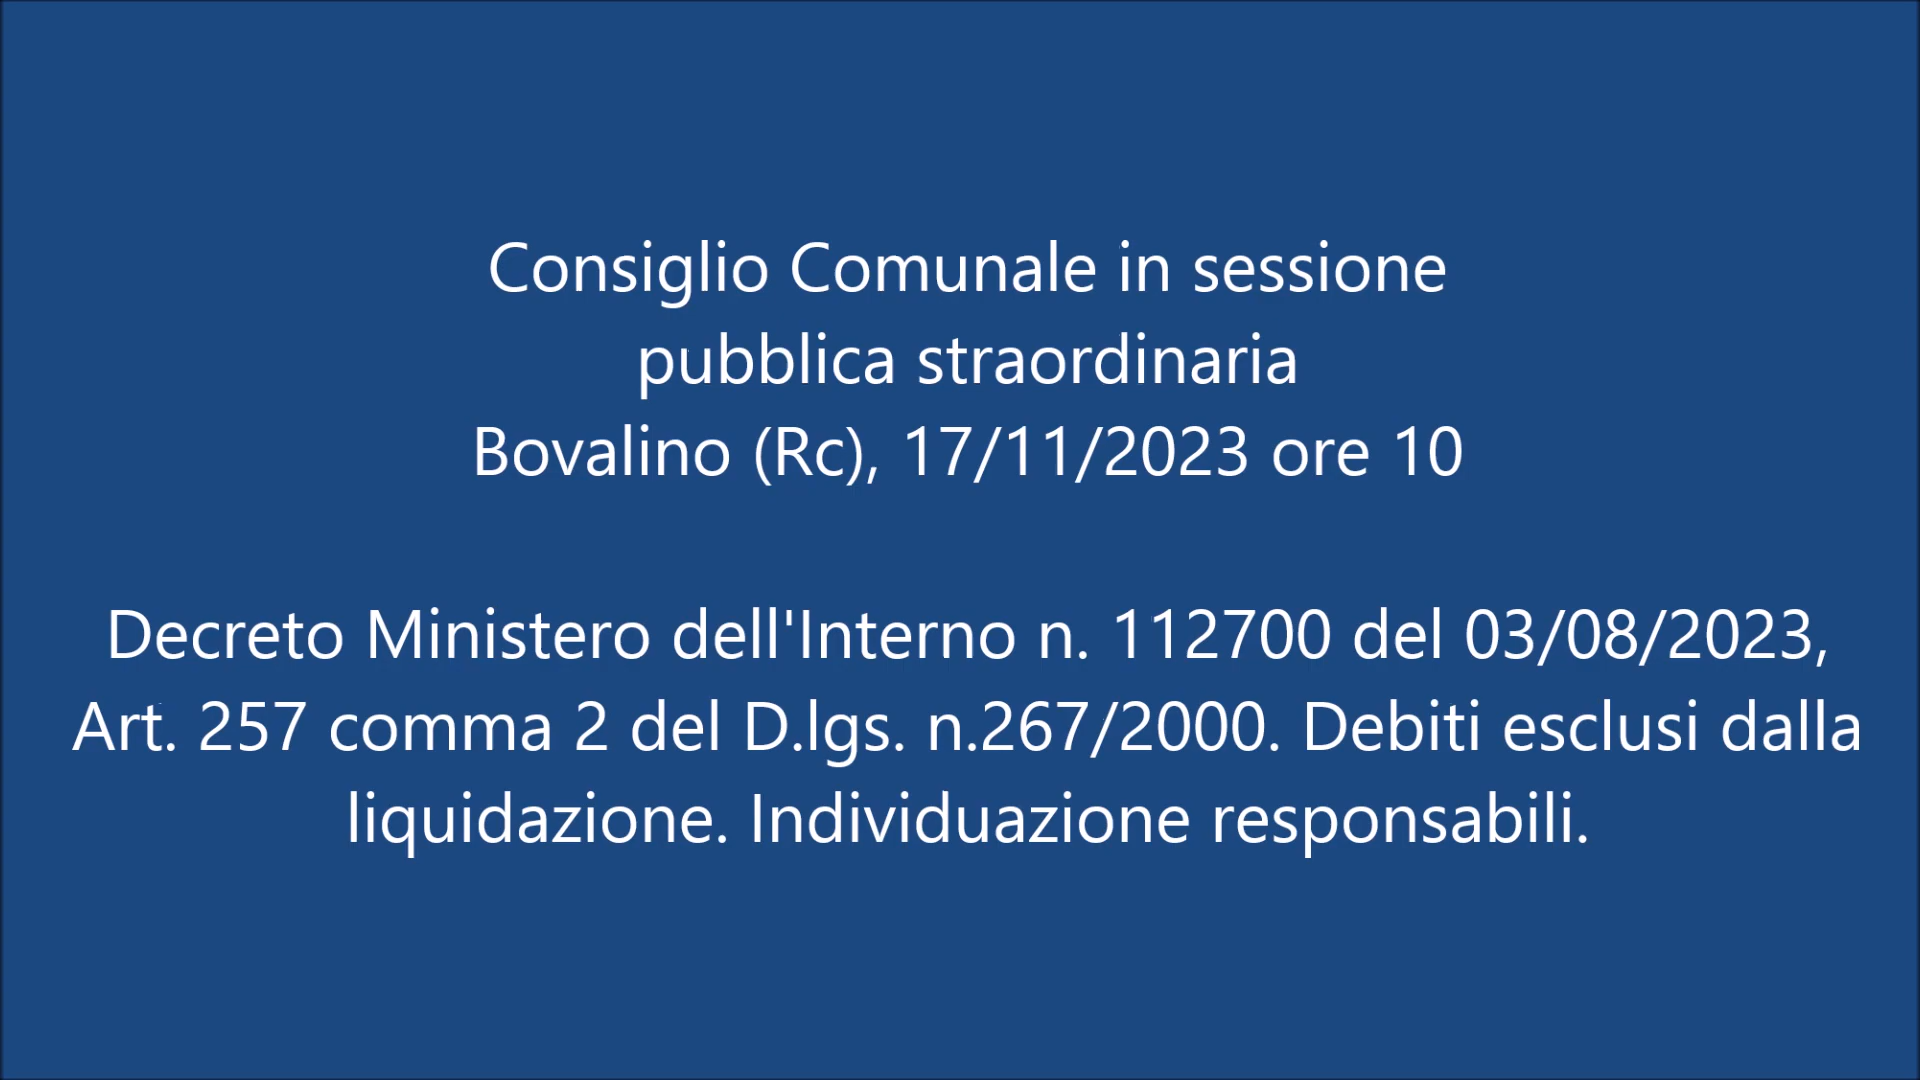 Consiglio Comunale in sessione
pubblica straordinaria
Bovalino (Rc), 17/11/2023 ore 10
Decreto Ministero dell'Interno n. 112700 del 03/08/2023,
Art. 257 comma 2 del D.lgs. n.267/2000. Debiti esclusi dalla
liquidazione. Individuazione responsabili.